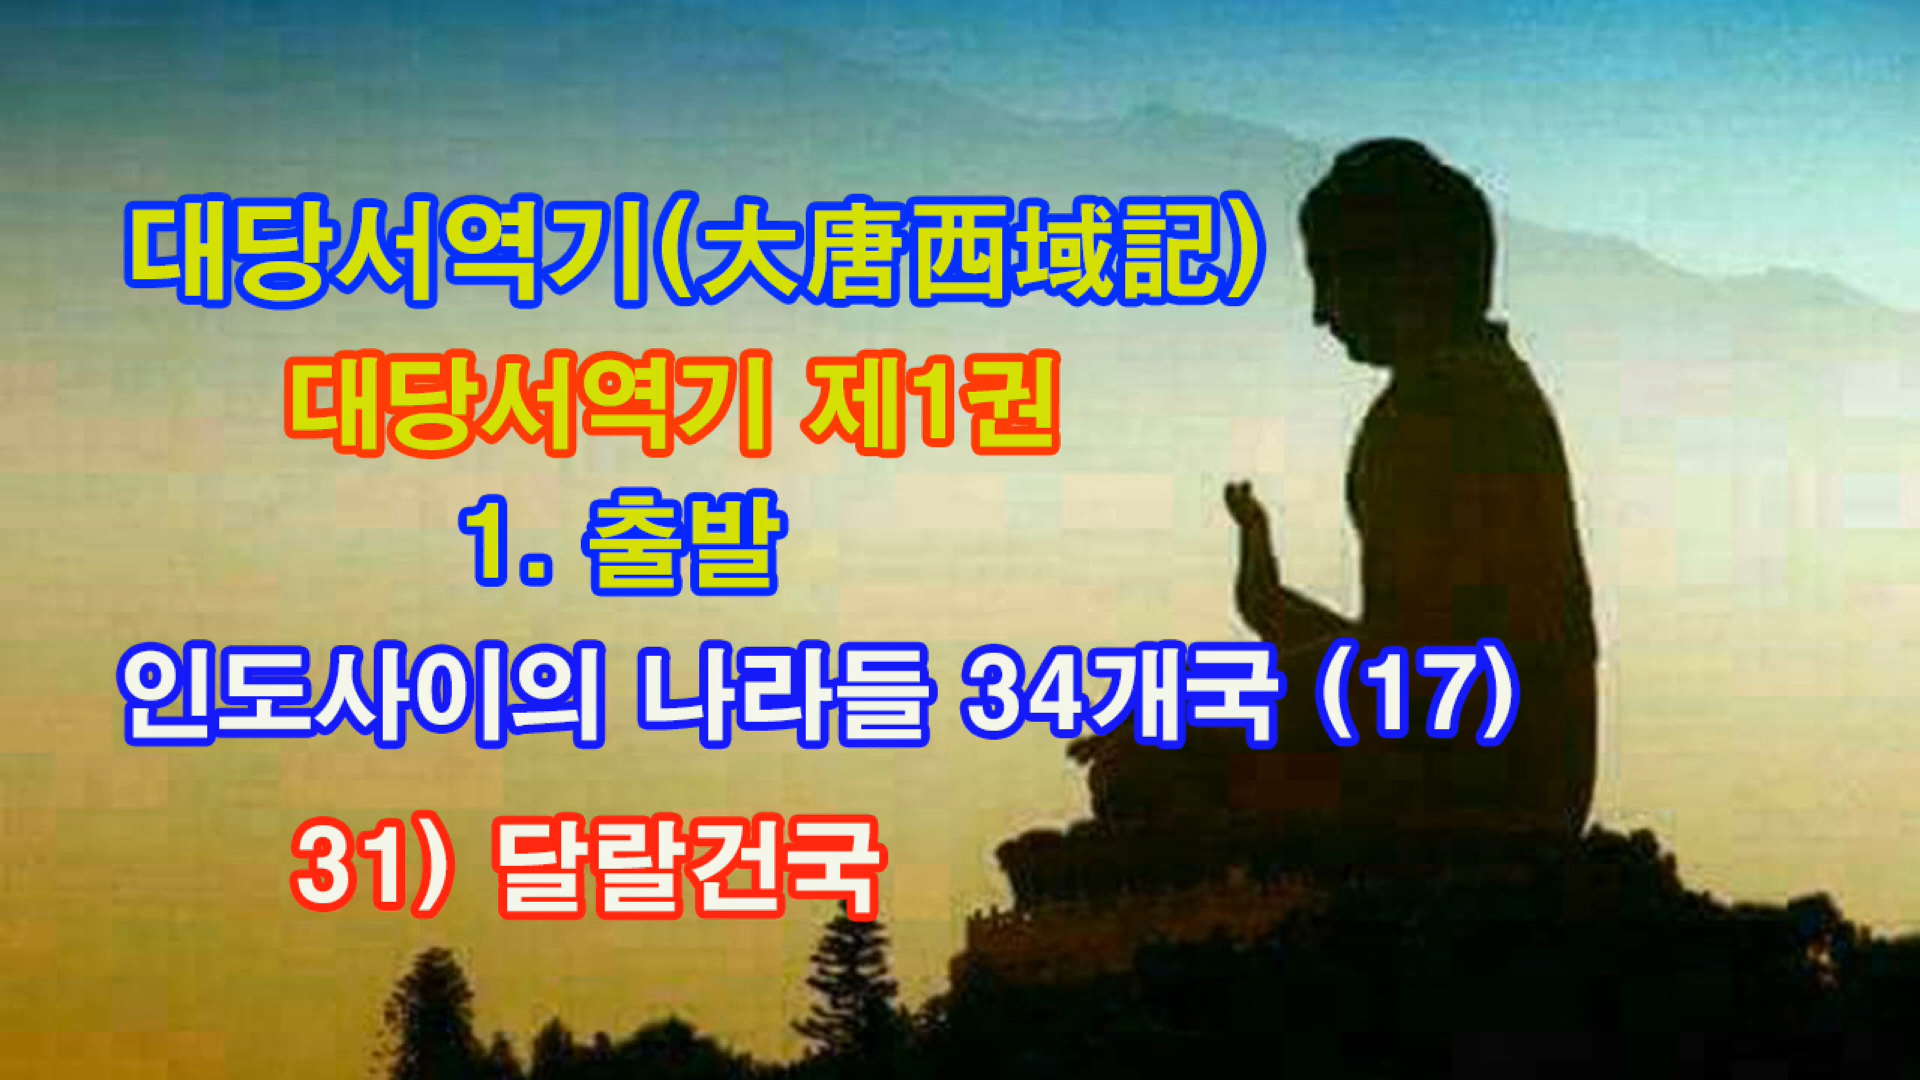 대당서역기(大唐西域記)
대당서역기 제1권
1. 출발
인도사이의 나라들 34개국 (17)
31) 달랄건국